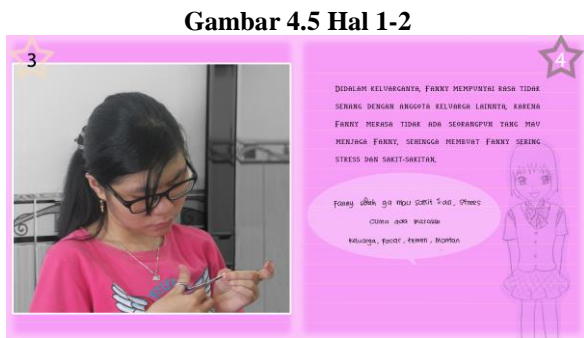 Gambar 4.5 Hal 1-2
3
4
DIDALAM KELUARGANYA, FANNY MEMPUNYAI RASA TIDAK
SENANG DENGAN ANGGOTA KELUARGA LAINNYA, KARENA
FANNY MERASA TIDAK ADA SEORANGPUN YANG MAU
MENJAGA FANNY, SEHINGGA MEMBUAT FANNY SERING
STRESS DAN SAKIT-SAKITAN.
Fanny udah ga mau sakit lagi, stress
cuma ada masalah
keluarga, pacar, temen, mantan